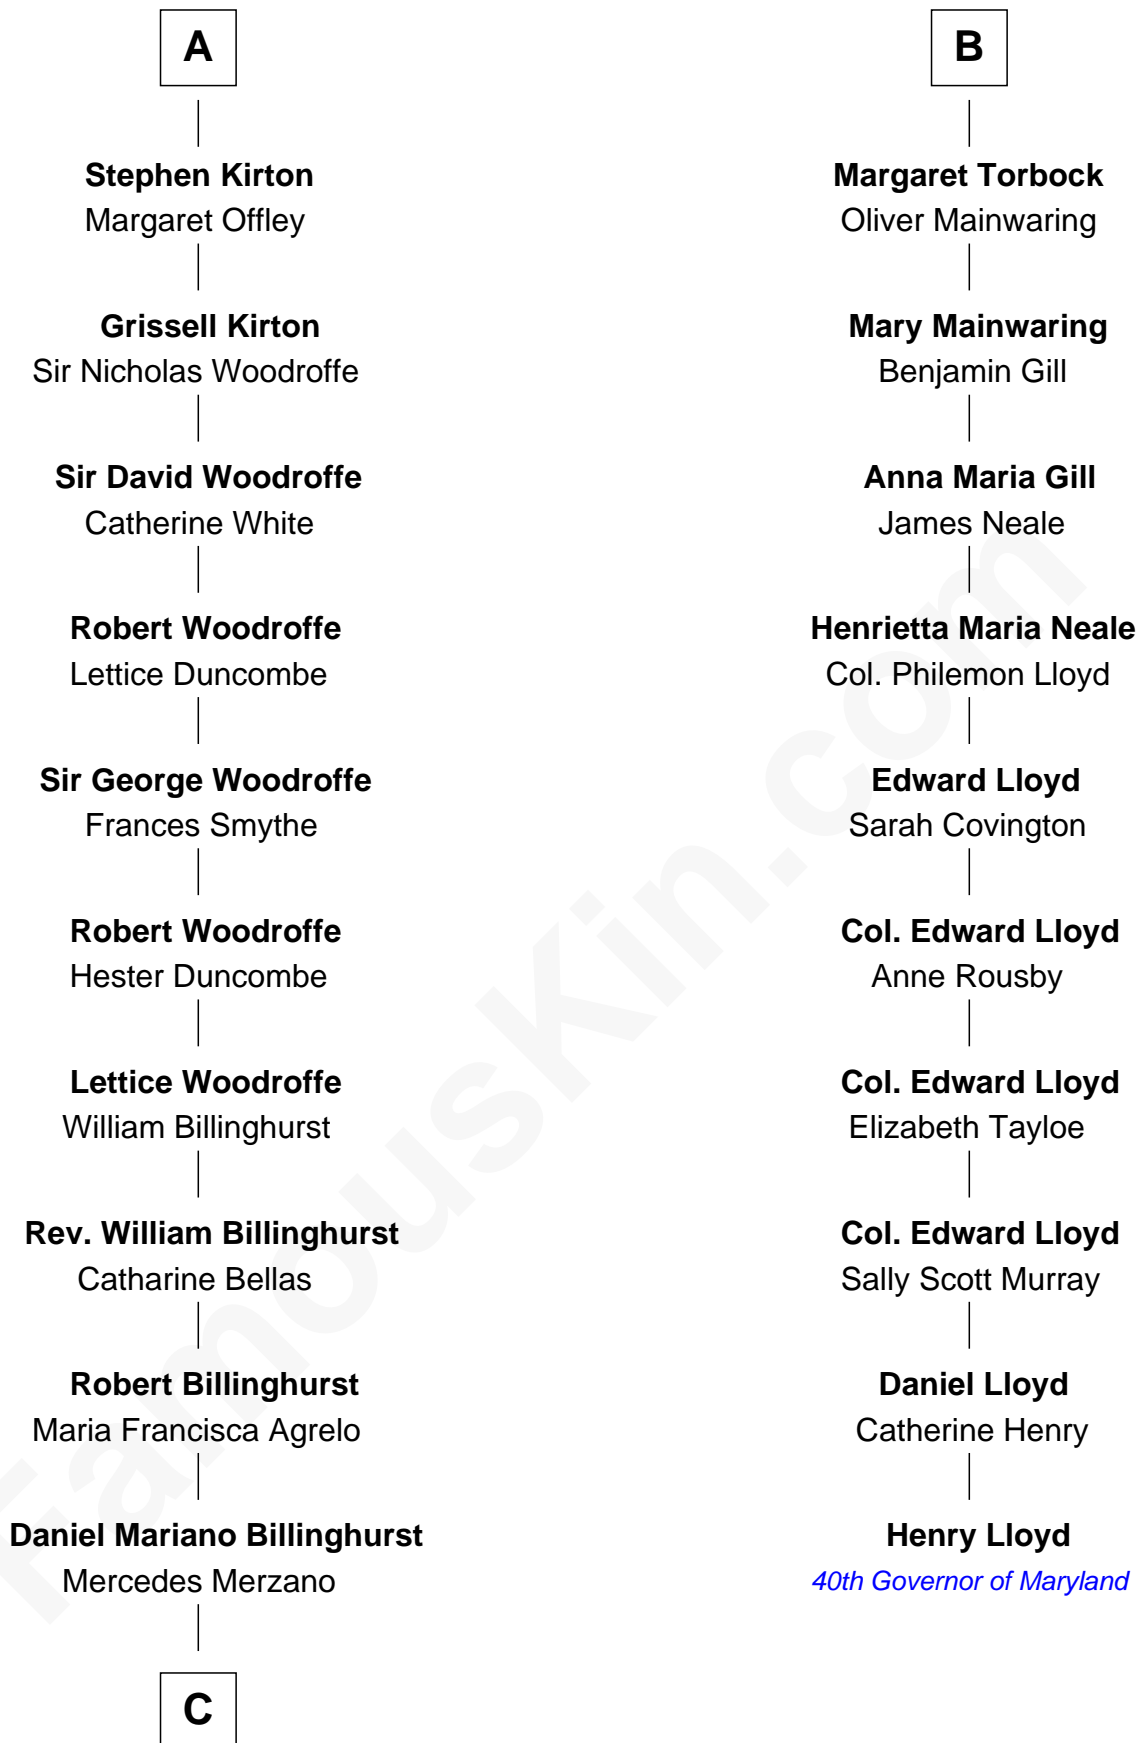 A
Stephen Kirton
Margaret Offley
Grissell Kirton
Sir Nicholas Woodroffe
Sir David Woodroffe
Catherine White
Robert Woodroffe
Lettice Duncombe
Sir George Woodroffe
Frances Smythe
Robert Woodroffe
Hester Duncombe
Lettice Woodroffe
William Billinghurst
Rev. William Billinghurst
Catharine Bellas
Robert Billinghurst
Maria Francisca Agrelo
Daniel Mariano Billinghurst
Mercedes Merzano
C
B
Margaret Torbock
Oliver Mainwaring
Mary Mainwaring
Benjamin Gill
Anna Maria Gill
James Neale
Henrietta Maria Neale
Col. Philemon Lloyd
Edward Lloyd
Sarah Covington
Col. Edward Lloyd
Anne Rousby
Col. Edward Lloyd
Elizabeth Tayloe
Col. Edward Lloyd
Sally Scott Murray
Daniel Lloyd
Catherine Henry
Henry Lloyd
40th Governor of Maryland
FamousKin.com